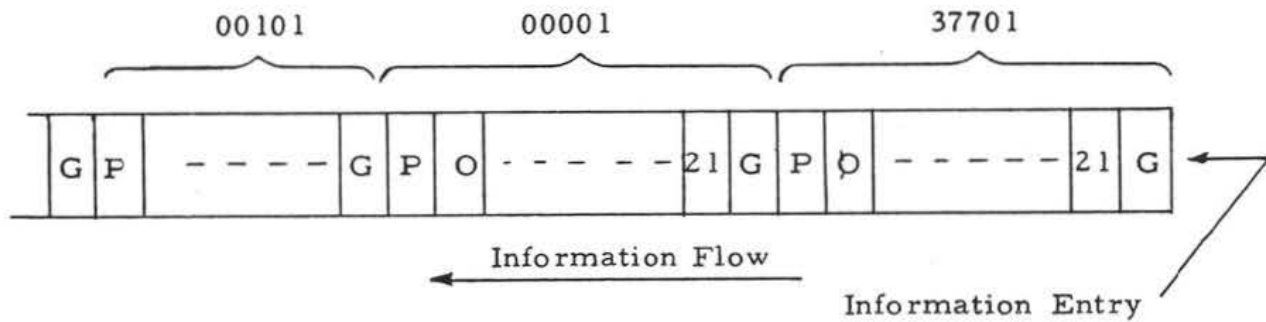 00101 00001 37701
G P - - - - G P O - - - - - 21 G P Ø - - - - - - 21 G
Information Flow
Information Entry